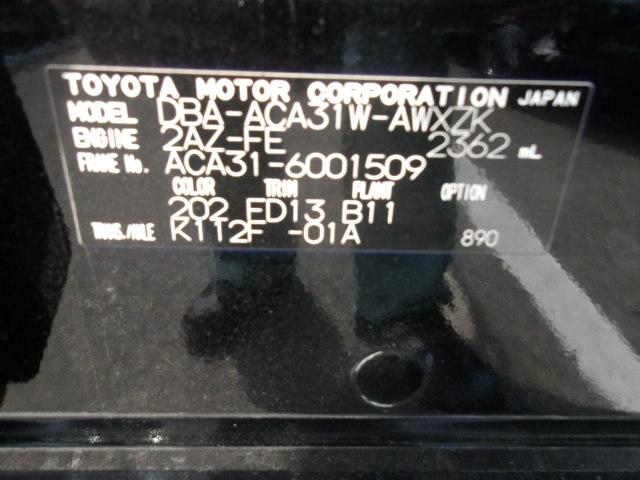 TOYOTA MOTOR CORPORATION JAPAN
MODEL DBA-ACA31W-AWXZK
ENGINE 2AZ-FE 2362 mL
FRAME No. ACA31-6001509
COLOR TRIM PLANT OPTION
202 ED13 B11
TRANS./AXLE K112F -01A 890